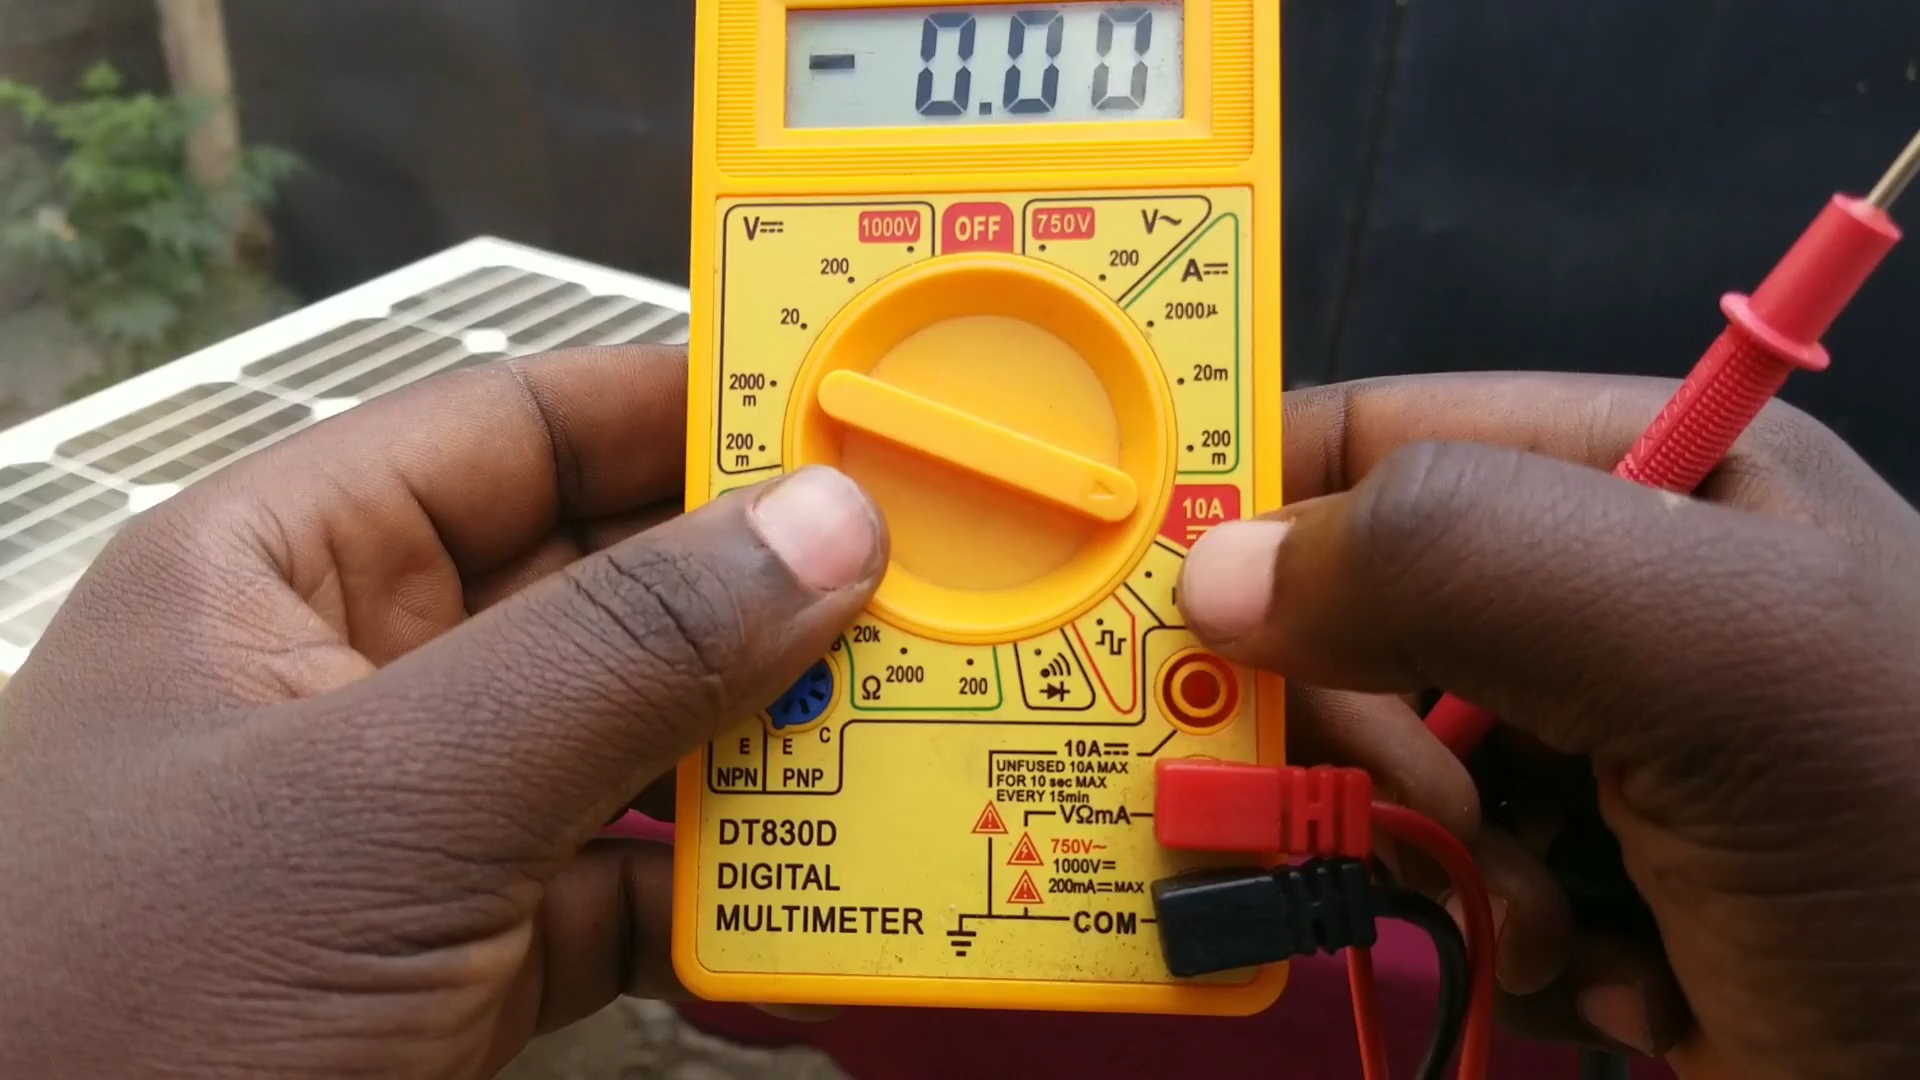 - 0.00
V⎓ 1000V OFF 750V V~
200 200 A⎓
20 2000µ
2000 m 20m
200 m 200 m
10A ⎓
20k
Ω 2000 200
E E C
NPN PNP
10A⎓
UNFUSED 10A MAX
FOR 10 sec MAX
EVERY 15min
VΩmA
750V~
1000V=
200mA=MAX
COM
DT830D
DIGITAL
MULTIMETER